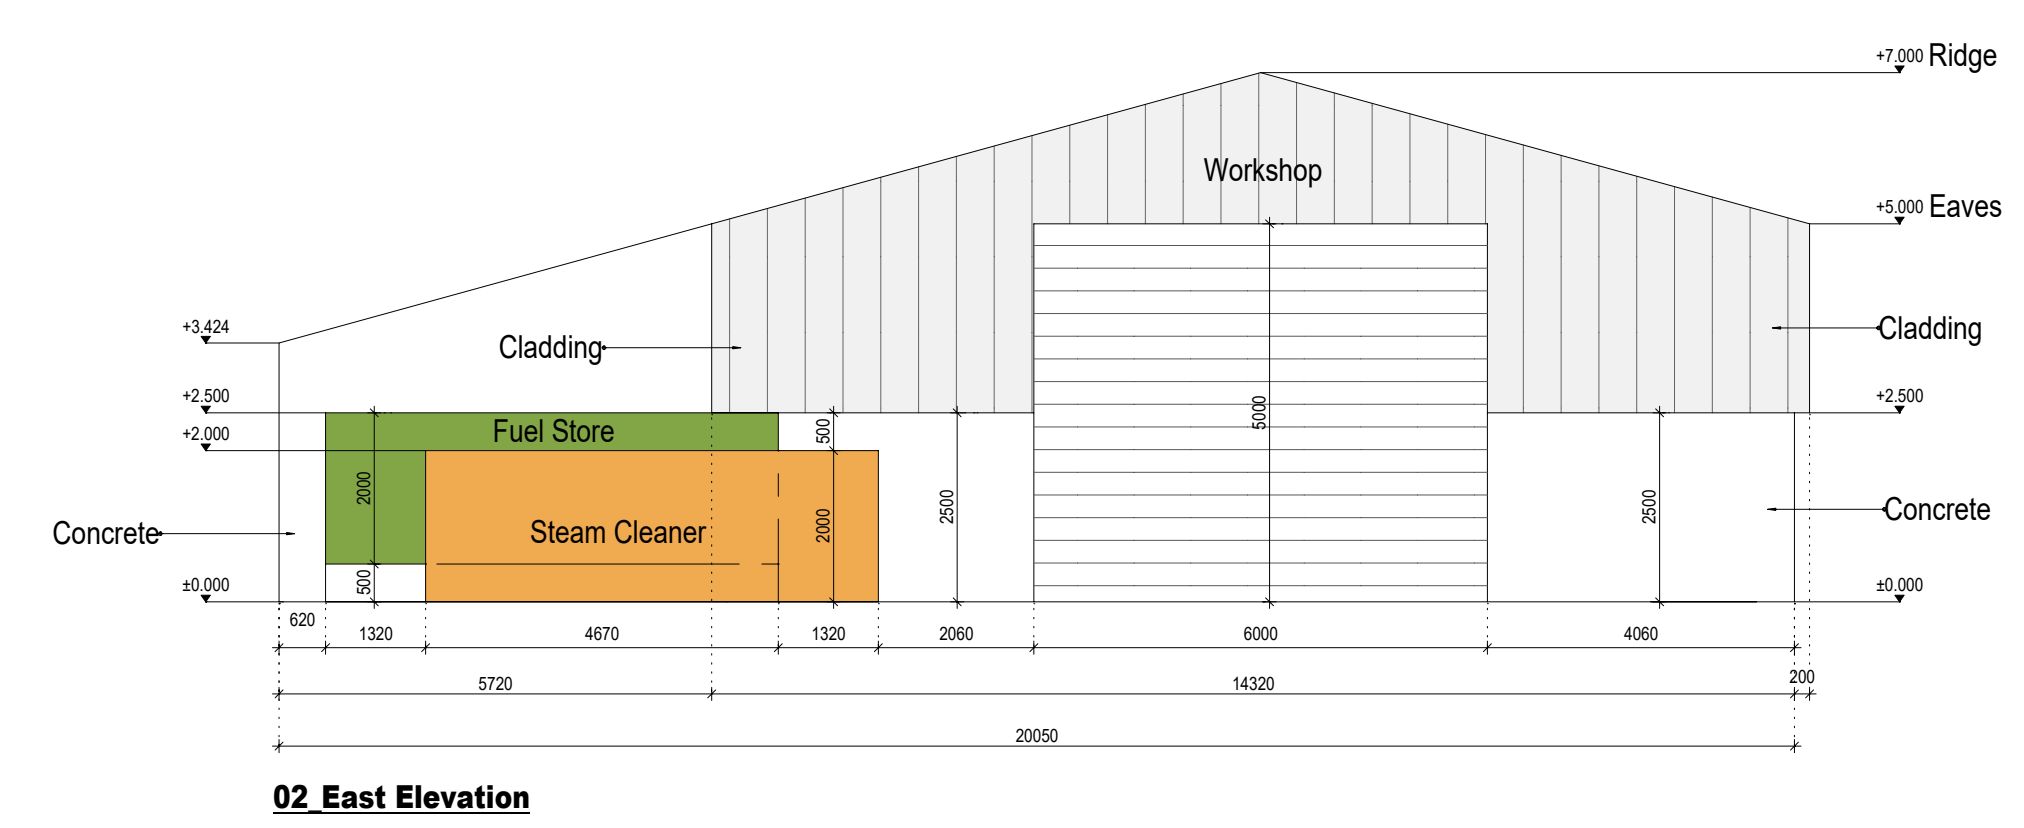 +7.000 Ridge
Workshop
+5.000 Eaves
+3.424
Cladding
Cladding
+2.500
+2.500
Fuel Store
500
5000
+2.000
2000
2500
2500
Concrete
Steam Cleaner
2000
Concrete
500
±0.000
±0.000
620
1320
4670
1320
2060
6000
4060
5720
14320
200
20050
02_East Elevation